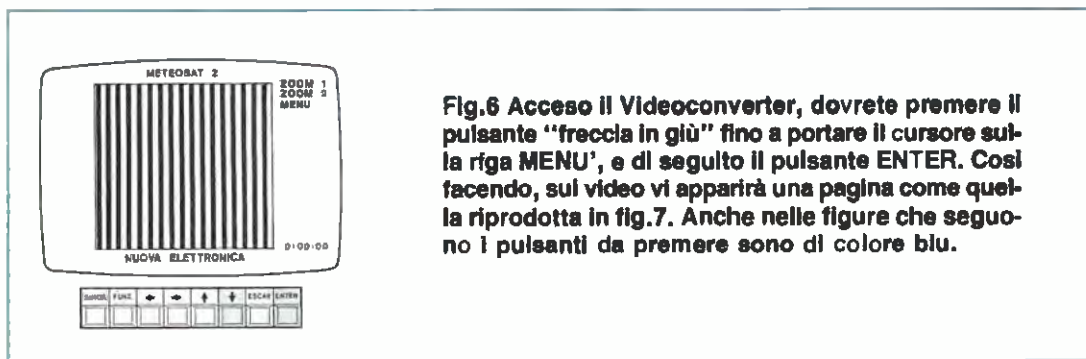 METEOSAT 2
ZOOM 1
ZOOM 2
MENU
0:00:00
NUOVA ELETTRONICA
CANCEL FUNZ. ESCAPE ENTER
Fig.6 Acceso il Videoconverter, dovrete premere il
pulsante "freccia in giù" fino a portare il cursore sul-
la riga MENU', e di seguito il pulsante ENTER. Così
facendo, sul video vi apparirà una pagina come quel-
la riprodotta in fig.7. Anche nelle figure che seguo-
no i pulsanti da premere sono di colore blu.